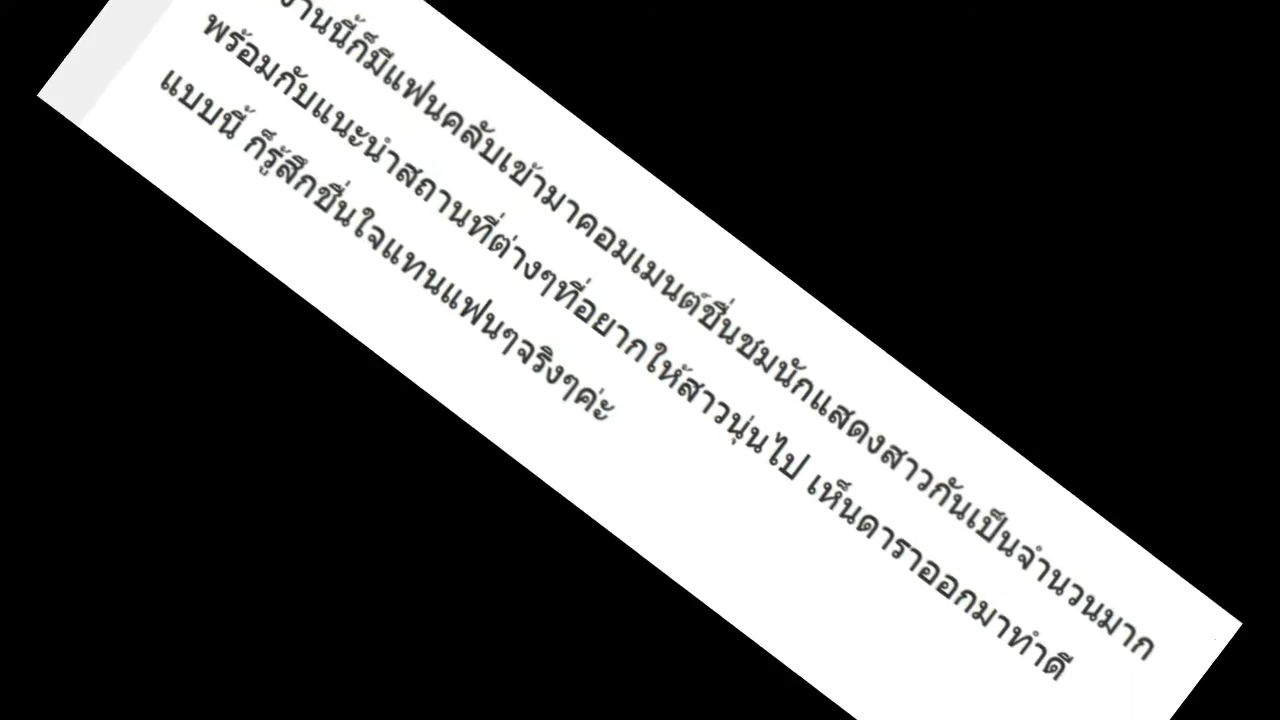 งานนี้ก็มีแฟนคลับเข้ามาคอมเมนต์ชื่นชมนักแสดงสาวกันเป็นจำนวนมาก
พร้อมกับแนะนำสถานที่ต่างๆที่อยากให้สาวนุ่นไป เห็นดาราออกมาทำดี
แบบนี้ ก็รู้สึกชื่นใจแทนแฟนๆจริงๆค่ะ